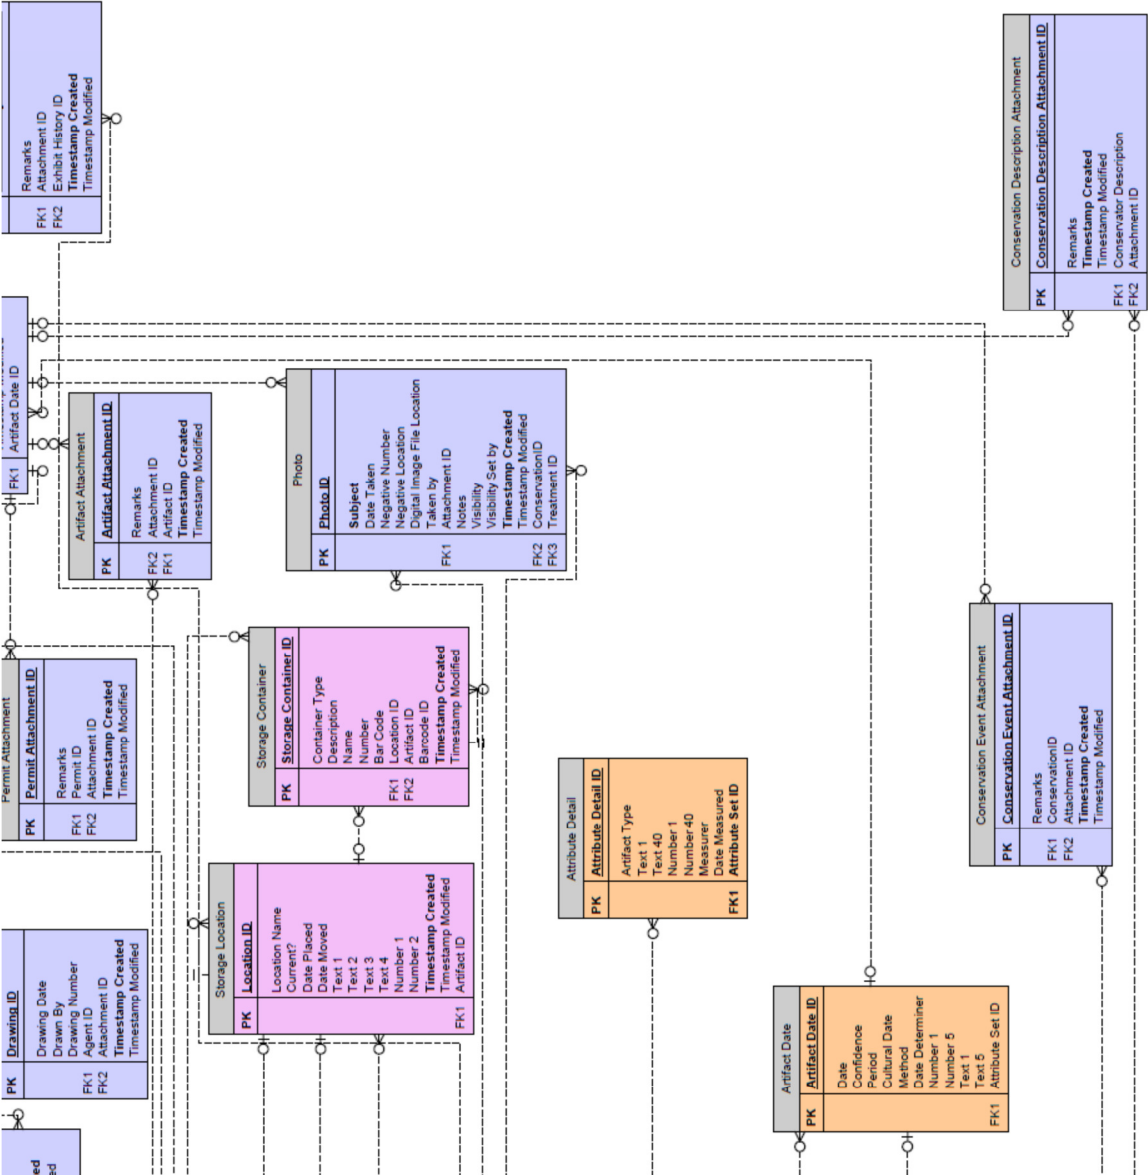 Remarks
FK1 Attachment ID
FK2 Exhibit History ID
Timestamp Created
Timestamp Modified
FK1 Artifact Date ID
Artifact Attachment
PK Artifact Attachment ID
Remarks
FK2 Attachment ID
FK1 Artifact ID
Timestamp Created
Timestamp Modified
Permit Attachment
PK Permit Attachment ID
Remarks
FK1 Permit ID
FK2 Attachment ID
Timestamp Created
Timestamp Modified
PK Drawing ID
Drawing Date
Drawn By
Drawing Number
FK1 Agent ID
FK2 Attachment ID
Timestamp Created
Timestamp Modified
ed
ed
Photo
PK Photo ID
Subject
Date Taken
Negative Number
Negative Location
Digital Image File Location
Taken by
FK1 Attachment ID
Notes
Visibility
Visibility Set by
Timestamp Created
Timestamp Modified
FK2 ConservationID
FK3 Treatment ID
Storage Container
PK Storage Container ID
Container Type
Description
Name
Number
Bar Code
FK1 Location ID
FK2 Artifact ID
Barcode ID
Timestamp Created
Timestamp Modified
Storage Location
PK Location ID
Location Name
Current?
Date Placed
Date Moved
Text 1
Text 2
Text 3
Text 4
Number 1
Number 2
Timestamp Created
Timestamp Modified
FK1 Artifact ID
Attribute Detail
PK Attribute Detail ID
Artifact Type
Text 1
Text 40
Number 1
Number 40
Measurer
Date Measured
FK1 Attribute Set ID
Artifact Date
PK Artifact Date ID
Date
Confidence
Period
Cultural Date
Method
Date Determiner
Number 1
Number 5
Text 1
Text 5
FK1 Attribute Set ID
Conservation Event Attachment
PK Conservation Event Attachment ID
Remarks
FK1 ConservationID
FK2 Attachment ID
Timestamp Created
Timestamp Modified
Conservation Description Attachment
PK Conservation Description Attachment ID
Remarks
Timestamp Created
Timestamp Modified
FK1 Conservator Description
FK2 Attachment ID